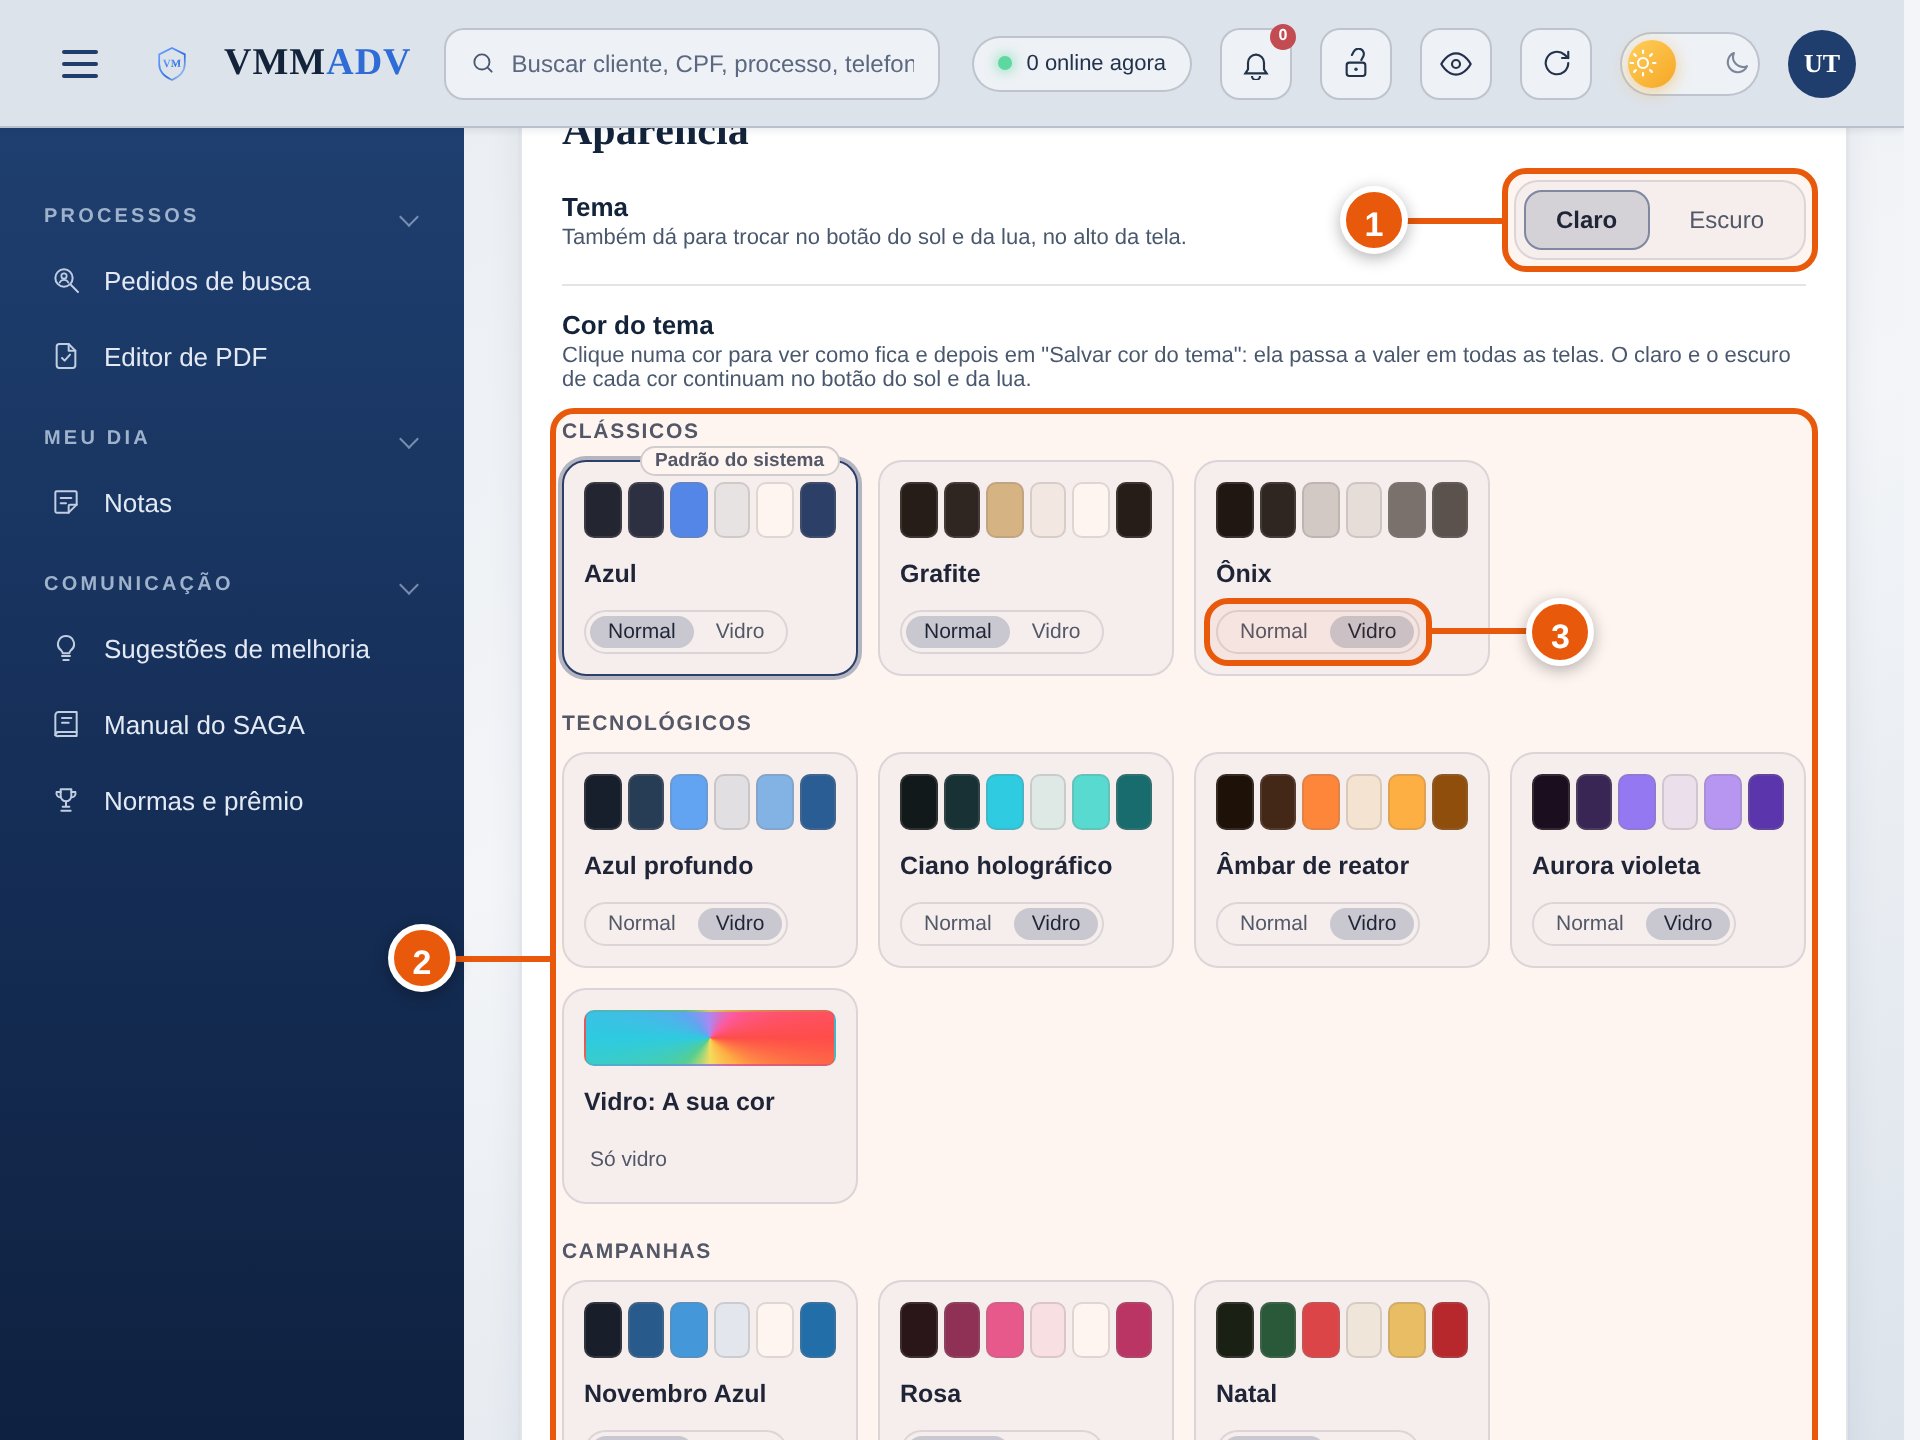 VM
VMMADV
Buscar cliente, CPF, processo, telefon
0 online agora
0
UT
PROCESSOS
Pedidos de busca
Editor de PDF
MEU DIA
Notas
COMUNICAÇÃO
Sugestões de melhoria
Manual do SAGA
Normas e prêmio
Aparência
Tema
Também dá para trocar no botão do sol e da lua, no alto da tela.
1
Claro
Escuro
Cor do tema
Clique numa cor para ver como fica e depois em "Salvar cor do tema": ela passa a valer em todas as telas. O claro e o escuro
de cada cor continuam no botão do sol e da lua.
CLÁSSICOS
Padrão do sistema
Azul
Normal Vidro
Grafite
Normal Vidro
Ônix
Normal Vidro
3
TECNOLÓGICOS
Azul profundo
Normal Vidro
Ciano holográfico
Normal Vidro
Âmbar de reator
Normal Vidro
Aurora violeta
Normal Vidro
2
Vidro: A sua cor
Só vidro
CAMPANHAS
Novembro Azul
Rosa
Natal